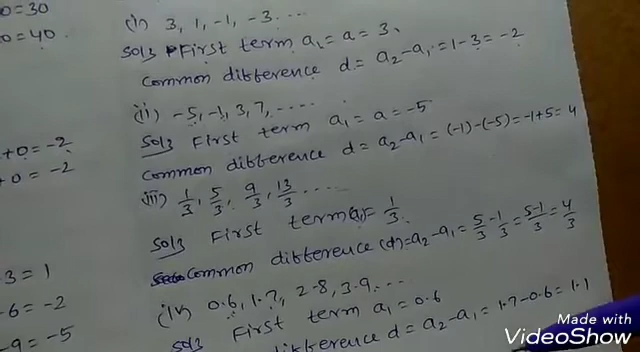 0 = 30
0 = 40
+0 = -2
+0 = -2
3 = 1
-6 = -2
-9 = -5
(i) 3, 1, -1, -3....
Sol: First term a₁ = a = 3.
Common difference d = a₂-a₁ = 1-3 = -2
(ii) -5, -1, 3, 7, .....
Sol: First term a₁ = a = -5
Common difference d = a₂-a₁ = (-1)-(-5) = -1+5 = 4
(iii) 1/3, 5/3, 9/3, 13/3 ....
Sol: First term a₁ = 1/3.
Common difference (d) = a₂-a₁ = 5/3 - 1/3 = 5-1/3 = 4/3
(iv) 0.6, 1.7, 2.8, 3.9...
Sol: First term a₁ = 0.6
difference d = a₂-a₁ = 1.7-0.6 = 1.1
Made with
VideoShow